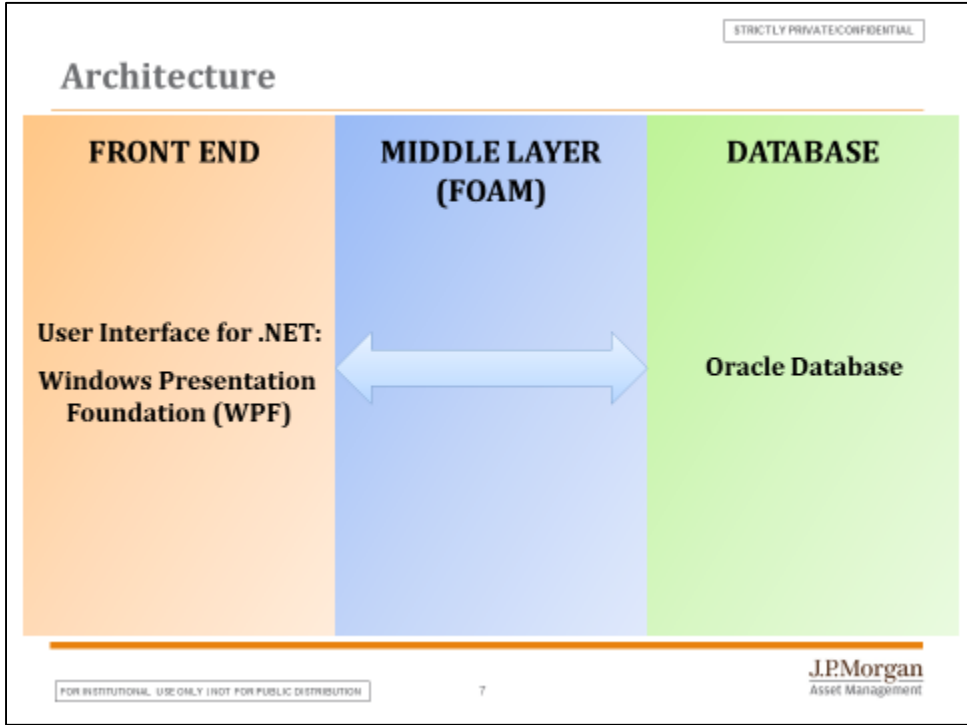 STRICTLY PRIVATE/CONFIDENTIAL
Architecture
FRONT END
User Interface for .NET:
Windows Presentation
Foundation (WPF)
MIDDLE LAYER
(FOAM)
DATABASE
Oracle Database
FOR INSTITUTIONAL USE ONLY | NOT FOR PUBLIC DISTRIBUTION
7
J.P.Morgan
Asset Management